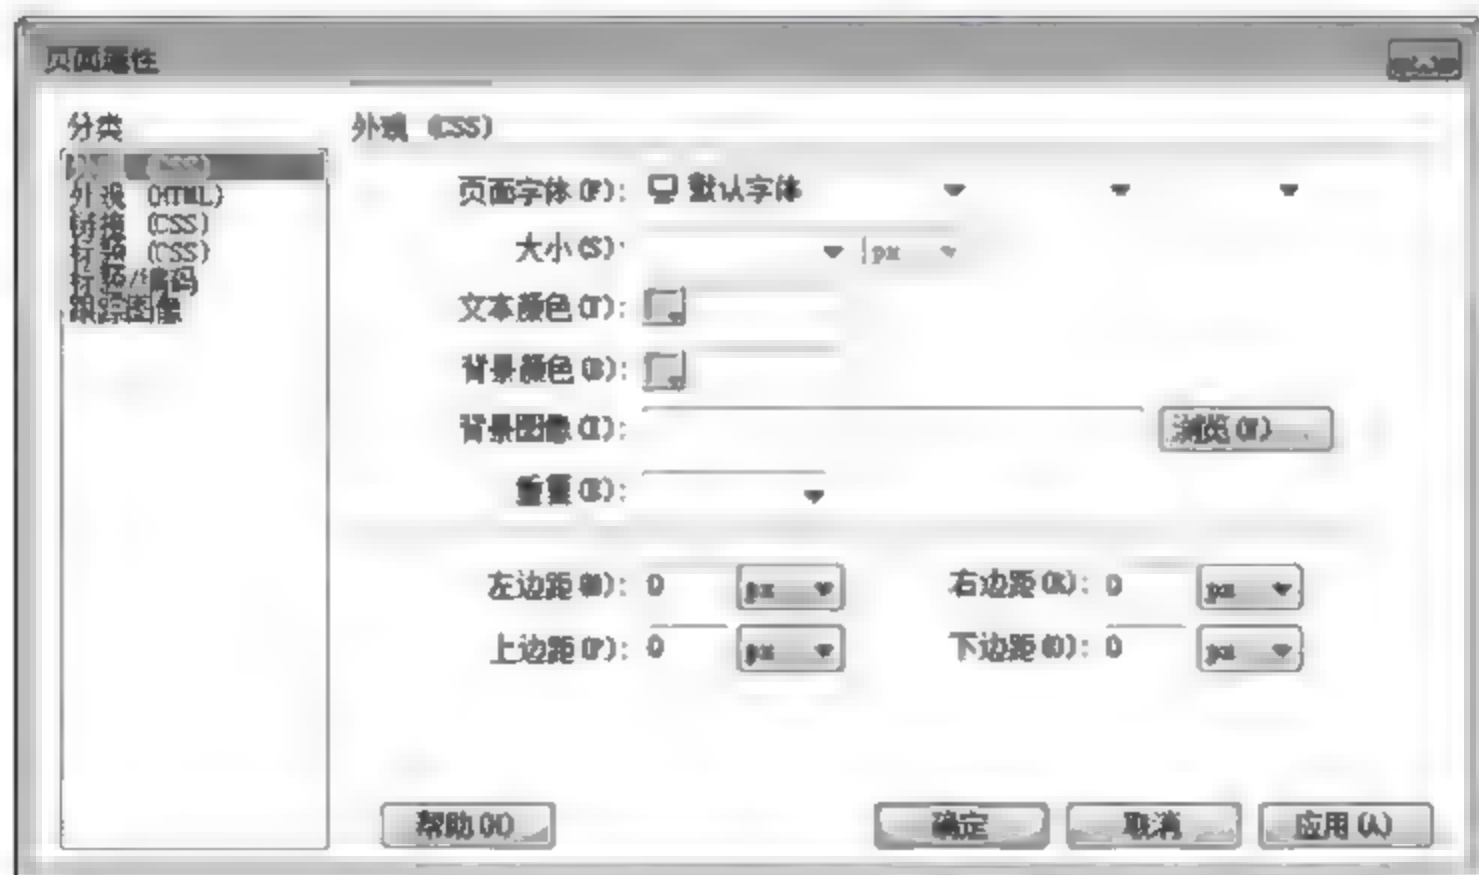 页面属性
分类
外观 (CSS)
外观 (HTML)
链接 (CSS)
标题 (CSS)
标题/编码
跟踪图像
外观 (CSS)
页面字体(F): 默认字体
大小(S): px
文本颜色(T):
背景颜色(B):
背景图像(I): 浏览(W)...
重复(E):
左边距(M): 0 px 右边距(R): 0 px
上边距(P): 0 px 下边距(O): 0 px
帮助(H) 确定 取消 应用(A)